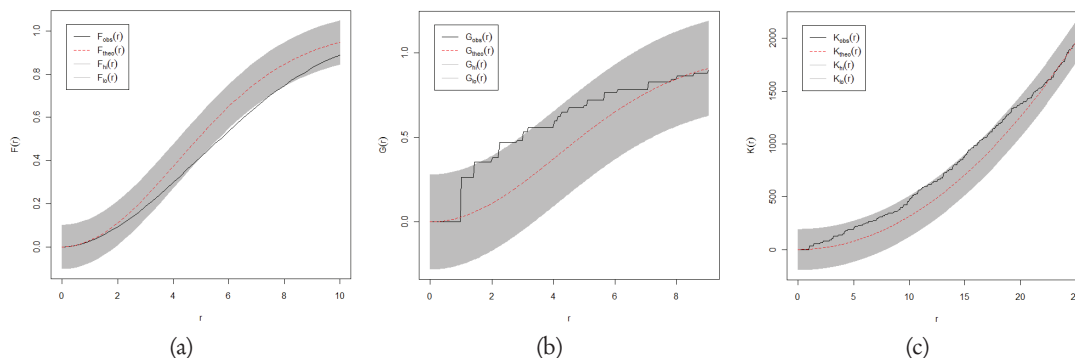 F(r)
0.0
0.2
0.4
0.6
0.8
1.0
Fobs(r)
Ftheo(r)
Fhi(r)
Flo(r)
0 2 4 6 8 10
r
(a)
G(r)
0.0
0.5
1.0
Gobs(r)
Gtheo(r)
Ghi(r)
Glo(r)
0 2 4 6 8
r
(b)
K(r)
0
500
1000
1500
2000
Kobs(r)
Ktheo(r)
Khi(r)
Klo(r)
0 5 10 15 20 25
r
(c)